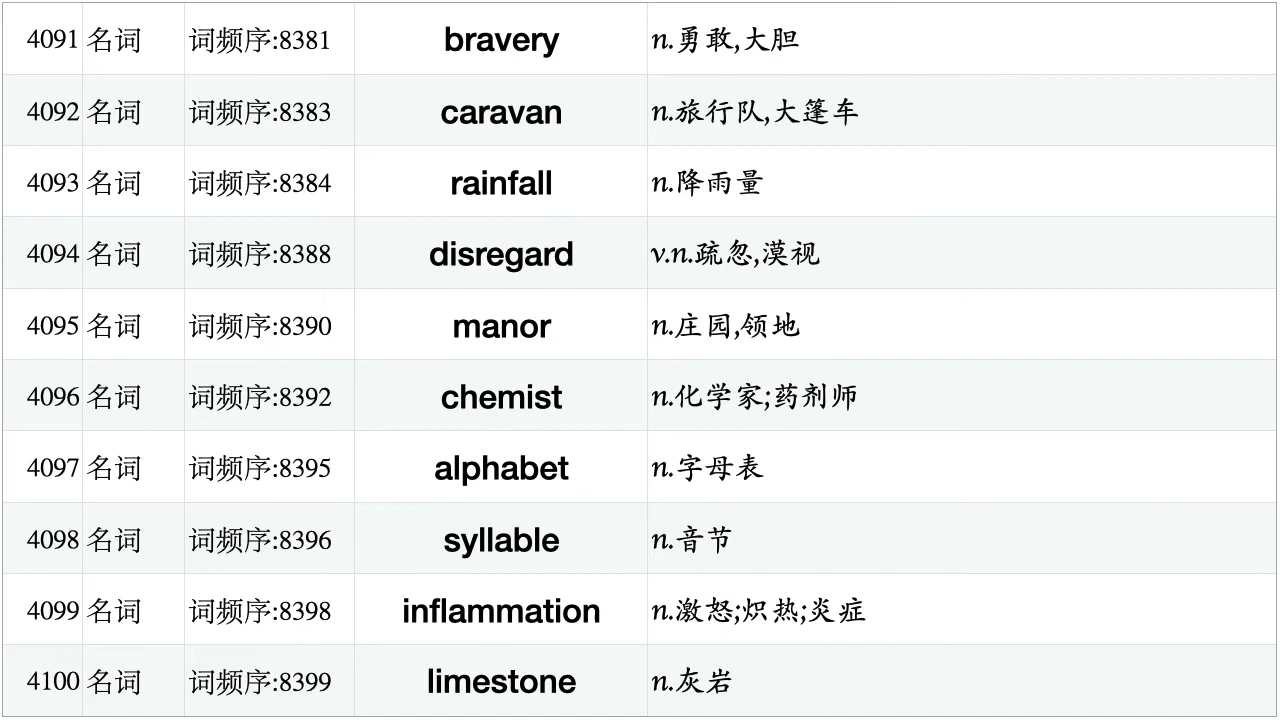 4091 名词 词频序:8381 bravery n.勇敢,大胆
4092 名词 词频序:8383 caravan n.旅行队,大篷车
4093 名词 词频序:8384 rainfall n.降雨量
4094 名词 词频序:8388 disregard v.n.疏忽,漠视
4095 名词 词频序:8390 manor n.庄园,领地
4096 名词 词频序:8392 chemist n.化学家;药剂师
4097 名词 词频序:8395 alphabet n.字母表
4098 名词 词频序:8396 syllable n.音节
4099 名词 词频序:8398 inflammation n.激怒;炽热;炎症
4100 名词 词频序:8399 limestone n.灰岩